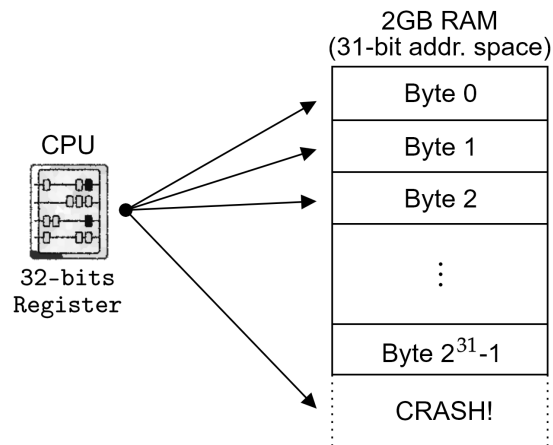 2GB RAM
(31-bit addr. space)
Byte 0
CPU
Byte 1
Byte 2
32-bits
Register
⋮
Byte 2³¹-1
CRASH!